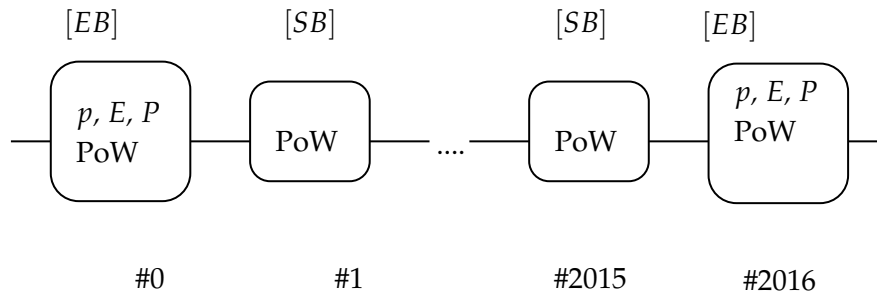 [EB] [SB] [SB] [EB]
p, E, P
PoW
PoW
....
PoW
p, E, P
PoW
#0 #1 #2015 #2016